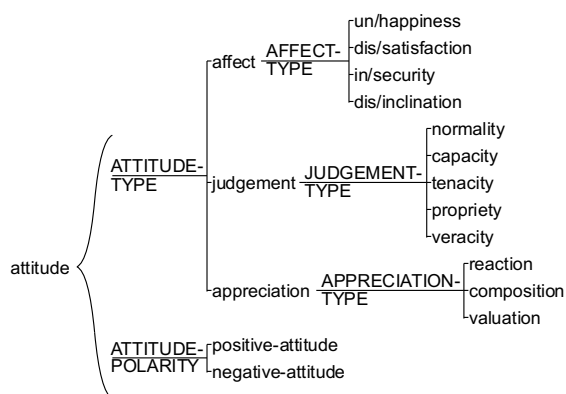 un/happiness
AFFECT-
TYPE
dis/satisfaction
affect
in/security
dis/inclination
normality
capacity
ATTITUDE-
TYPE
judgement
JUDGEMENT-
TYPE
tenacity
propriety
veracity
attitude
reaction
appreciation
APPRECIATION-
TYPE
composition
valuation
ATTITUDE-
POLARITY
positive-attitude
negative-attitude